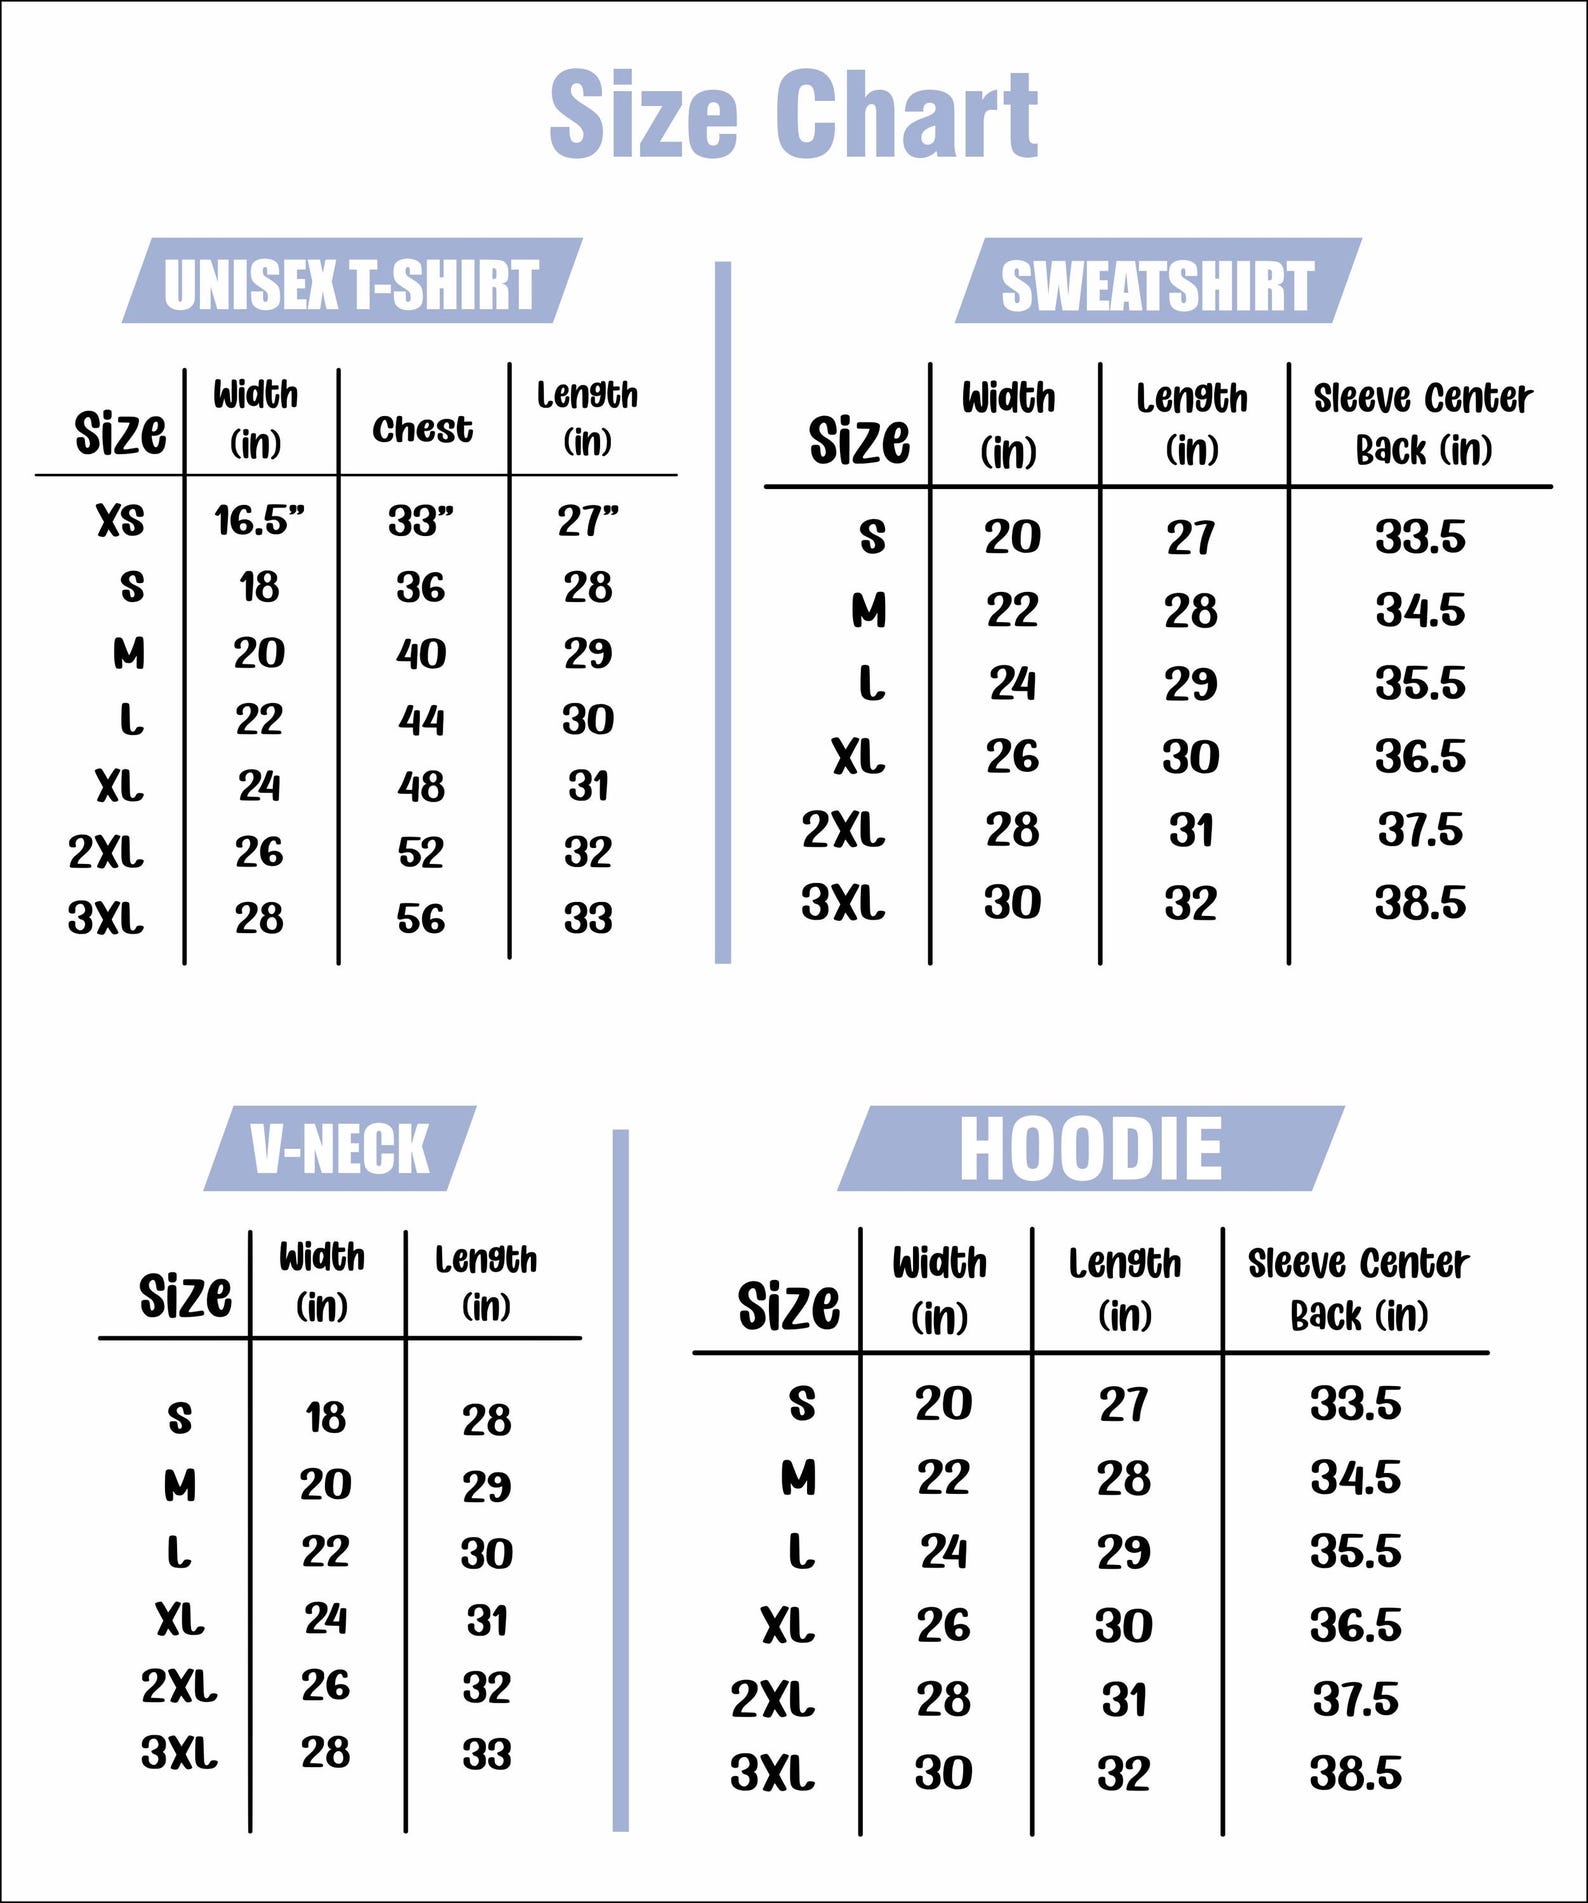 Size Chart
UNISEX T-SHIRT
Size Width (in) Chest Length (in)
XS 16.5” 33” 27”
S 18 36 28
M 20 40 29
L 22 44 30
XL 24 48 31
2XL 26 52 32
3XL 28 56 33
SWEATSHIRT
Size Width (in) Length (in) Sleeve Center Back (in)
S 20 27 33.5
M 22 28 34.5
L 24 29 35.5
XL 26 30 36.5
2XL 28 31 37.5
3XL 30 32 38.5
V-NECK
Size Width (in) Length (in)
S 18 28
M 20 29
L 22 30
XL 24 31
2XL 26 32
3XL 28 33
HOODIE
Size Width (in) Length (in) Sleeve Center Back (in)
S 20 27 33.5
M 22 28 34.5
L 24 29 35.5
XL 26 30 36.5
2XL 28 31 37.5
3XL 30 32 38.5